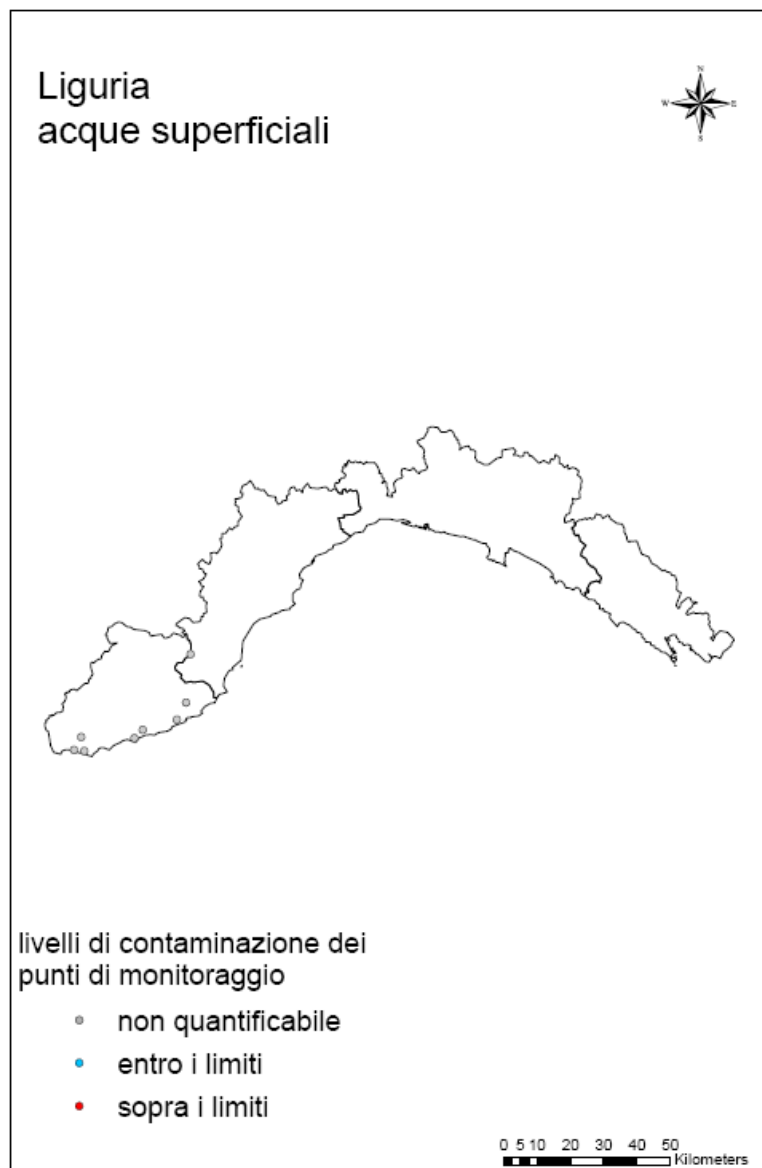 Liguria
acque superficiali
N
W E
S
livelli di contaminazione dei
punti di monitoraggio
non quantificabile
entro i limiti
sopra i limiti
0 5 10 20 30 40 50
Kilometers